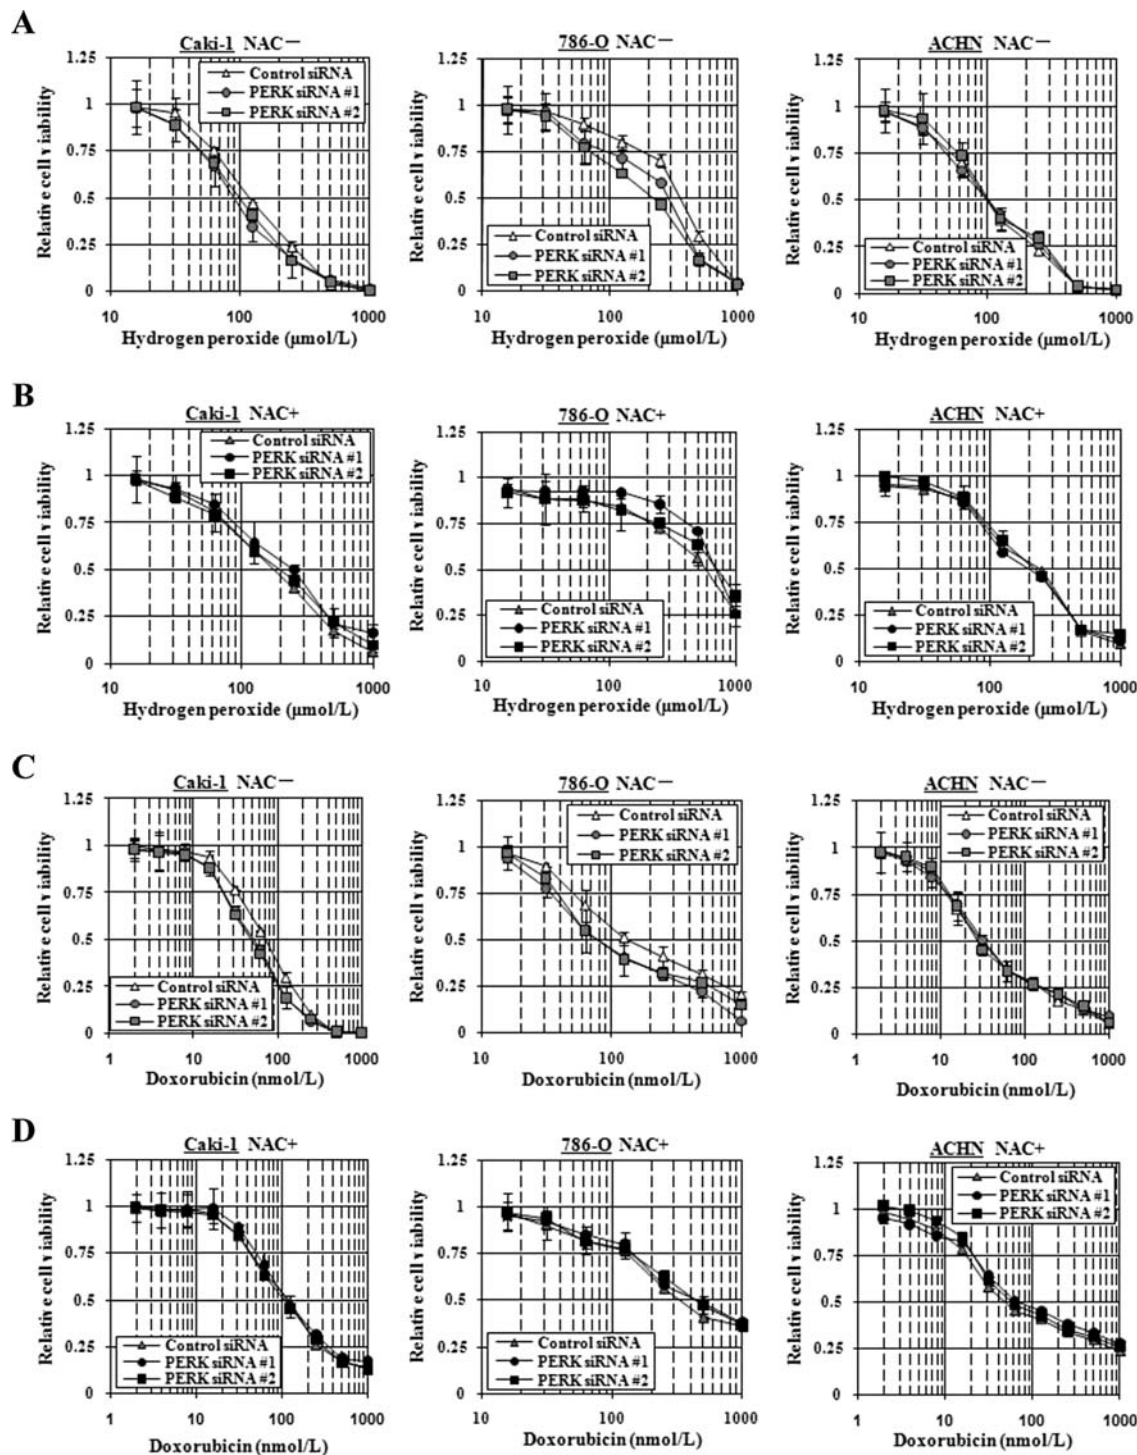 A
Caki-1 NAC—
Relative cell viability
1.25
1
0.75
0.5
0.25
0
Control siRNA
PERK siRNA #1
PERK siRNA #2
10 100 1000
Hydrogen peroxide (μmol/L)
786-O NAC—
Relative cell viability
1.25
1
0.75
0.5
0.25
0
Control siRNA
PERK siRNA #1
PERK siRNA #2
10 100 1000
Hydrogen peroxide (μmol/L)
ACHN NAC—
Relative cell viability
1.25
1
0.75
0.5
0.25
0
Control siRNA
PERK siRNA #1
PERK siRNA #2
10 100 1000
Hydrogen peroxide (μmol/L)
B
Caki-1 NAC+
Relative cell viability
1.25
1
0.75
0.5
0.25
0
Control siRNA
PERK siRNA #1
PERK siRNA #2
10 100 1000
Hydrogen peroxide (μmol/L)
786-O NAC+
Relative cell viability
1.25
1
0.75
0.5
0.25
0
Control siRNA
PERK siRNA #1
PERK siRNA #2
10 100 1000
Hydrogen peroxide (μmol/L)
ACHN NAC+
Relative cell viability
1.25
1
0.75
0.5
0.25
0
Control siRNA
PERK siRNA #1
PERK siRNA #2
10 100 1000
Hydrogen peroxide (μmol/L)
C
Caki-1 NAC—
Relative cell viability
1.25
1
0.75
0.5
0.25
0
Control siRNA
PERK siRNA #1
PERK siRNA #2
1 10 100 1000
Doxorubicin (nmol/L)
786-O NAC—
Relative cell viability
1.25
1
0.75
0.5
0.25
0
Control siRNA
PERK siRNA #1
PERK siRNA #2
10 100 1000
Doxorubicin (nmol/L)
ACHN NAC—
Relative cell viability
1.25
1
0.75
0.5
0.25
0
Control siRNA
PERK siRNA #1
PERK siRNA #2
1 10 100 1000
Doxorubicin (nmol/L)
D
Caki-1 NAC+
Relative cell viability
1.25
1
0.75
0.5
0.25
0
Control siRNA
PERK siRNA #1
PERK siRNA #2
1 10 100 1000
Doxorubicin (nmol/L)
786-O NAC+
Relative cell viability
1.25
1
0.75
0.5
0.25
0
Control siRNA
PERK siRNA #1
PERK siRNA #2
10 100 1000
Doxorubicin (nmol/L)
ACHN NAC+
Relative cell viability
1.25
1
0.75
0.5
0.25
0
Control siRNA
PERK siRNA #1
PERK siRNA #2
1 10 100 1000
Doxorubicin (nmol/L)